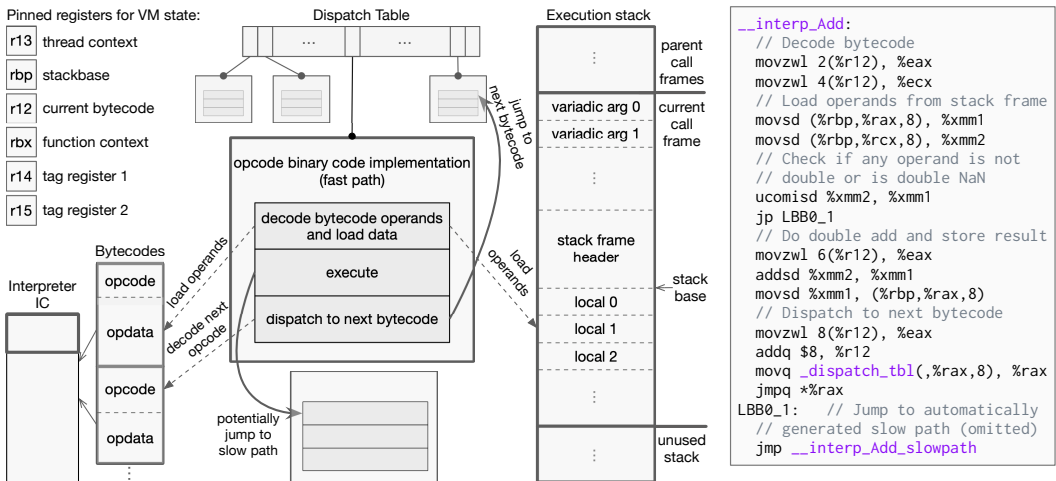 Pinned registers for VM state:
r13 thread context
rbp stackbase
r12 current bytecode
rbx function context
r14 tag register 1
r15 tag register 2
Dispatch Table
...
...
jump to
next bytecode
opcode binary code implementation
(fast path)
decode bytecode operands
and load data
execute
dispatch to next bytecode
load operands
decode next
opcode
load
operands
potentially
jump to
slow path
Bytecodes
opcode
opdata
opcode
opdata
⋮
Interpreter
IC
Execution stack
⋮
variadic arg 0
variadic arg 1
⋮
stack frame
header
local 0
local 1
local 2
⋮
⋮
parent
call
frames
current
call
frame
stack
base
unused
stack
__interp_Add:
// Decode bytecode
movzwl 2(%r12), %eax
movzwl 4(%r12), %ecx
// Load operands from stack frame
movsd (%rbp,%rax,8), %xmm1
movsd (%rbp,%rcx,8), %xmm2
// Check if any operand is not
// double or is double NaN
ucomisd %xmm2, %xmm1
jp LBB0_1
// Do double add and store result
movzwl 6(%r12), %eax
addsd %xmm2, %xmm1
movsd %xmm1, (%rbp,%rax,8)
// Dispatch to next bytecode
movzwl 8(%r12), %eax
addq $8, %r12
movq _dispatch_tbl(,%rax,8), %rax
jmpq *%rax
LBB0_1: // Jump to automatically
// generated slow path (omitted)
jmp __interp_Add_slowpath